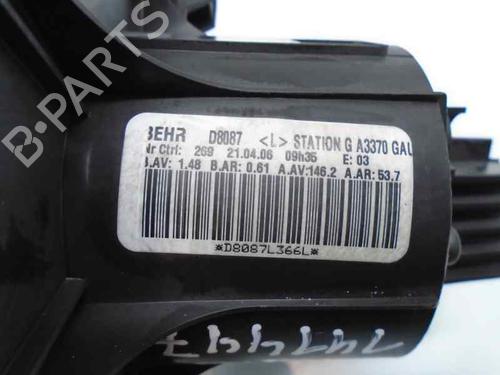 BEHR D8087 <L> STATION G A3370 GAU
Nr Ctrl: 269 21.04.06 09h35 E: 03
B.AV: 1.48 B.AR: 0.61 A.AV:146.2 A.AR: 53.7
*D8087L366L*
B-PARTS